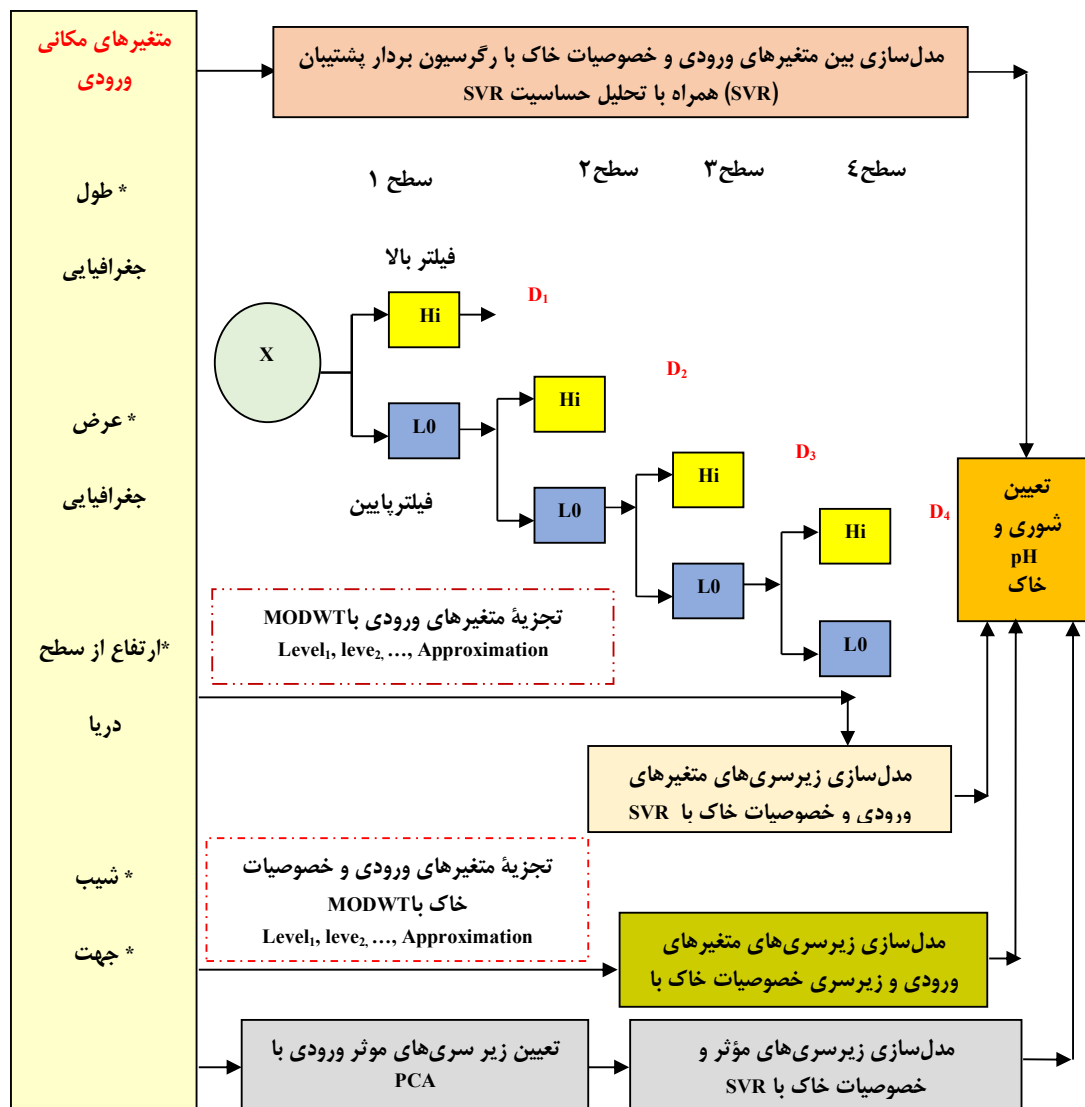 متغیرهای مکانی
ورودی
مدل‌سازی بین متغیرهای ورودی و خصوصیات خاک با رگرسیون بردار پشتیبان
(SVR) همراه با تحلیل حساسیت SVR
سطح ۱
سطح۲
سطح۳
سطح٤
* طول
جغرافیایی
فیلتر بالا
Hi
D1
X
D2
Hi
* عرض
L0
D3
Hi
جغرافیایی
فیلترپایین
L0
D4
Hi
تعیین
شوری و
pH
خاک
L0
L0
تجزیهٔ متغیرهای ورودی باMODWT
Level1, leve2, …, Approximation
*ارتفاع از سطح
دریا
مدل‌سازی زیرسری‌های متغیرهای
ورودی و خصوصیات خاک با SVR
تجزیهٔ متغیرهای ورودی و خصوصیات
خاک باMODWT
Level1, leve2, …, Approximation
* شیب
* جهت
مدل‌سازی زیرسری‌های متغیرهای
ورودی و زیرسری خصوصیات خاک با
تعیین زیر سری‌های موثر ورودی با
PCA
مدل‌سازی زیرسری‌های مؤثر و
خصوصیات خاک با SVR